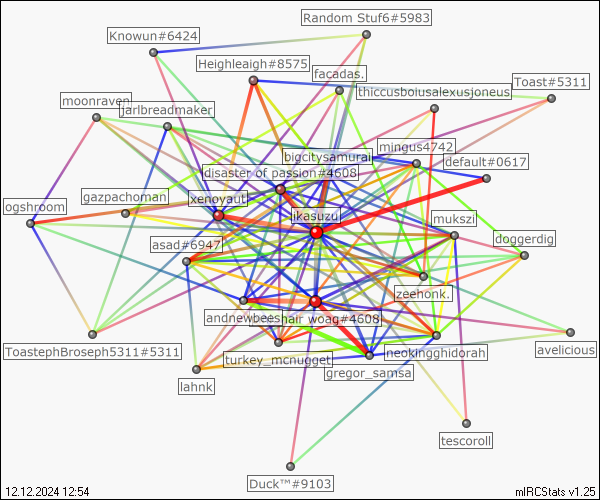 Random Stuf6#5983
Knowun#6424
Heighleaigh#8575
facadas.
Toast#5311
thiccusboiusalexusjoneus
moonraven
jarlbreadmaker
mingus4742
bigcitysamurai
default#0617
disaster of passion#4608
gazpachoman
xenoyaut
ogshroom
ikasuzu
mukszi
asad#6947
doggerdig
zeehonk.
andnewbees
hair woag#4608
ToastephBroseph5311#5311
turkey_mcnugget
neokingghidorah
avelicious
gregor_samsa
lahnk
tescoroll
Duck™#9103
12.12.2024 12:54
mIRCStats v1.25